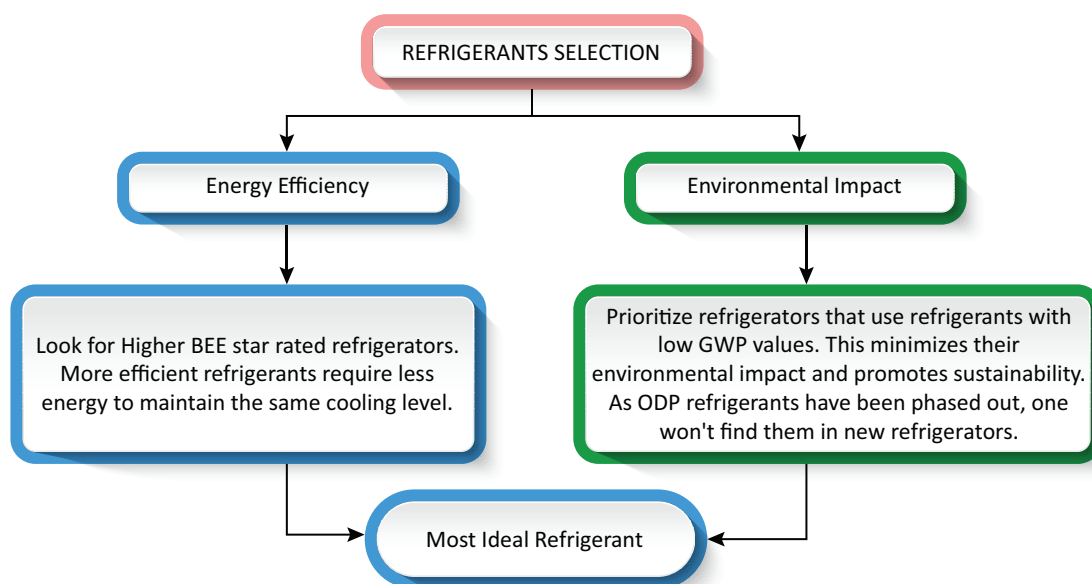 REFRIGERANTS SELECTION
Energy Efficiency
Environmental Impact
Look for Higher BEE star rated refrigerators.
More efficient refrigerants require less
energy to maintain the same cooling level.
Prioritize refrigerators that use refrigerants with
low GWP values. This minimizes their
environmental impact and promotes sustainability.
As ODP refrigerants have been phased out, one
won't find them in new refrigerators.
Most Ideal Refrigerant